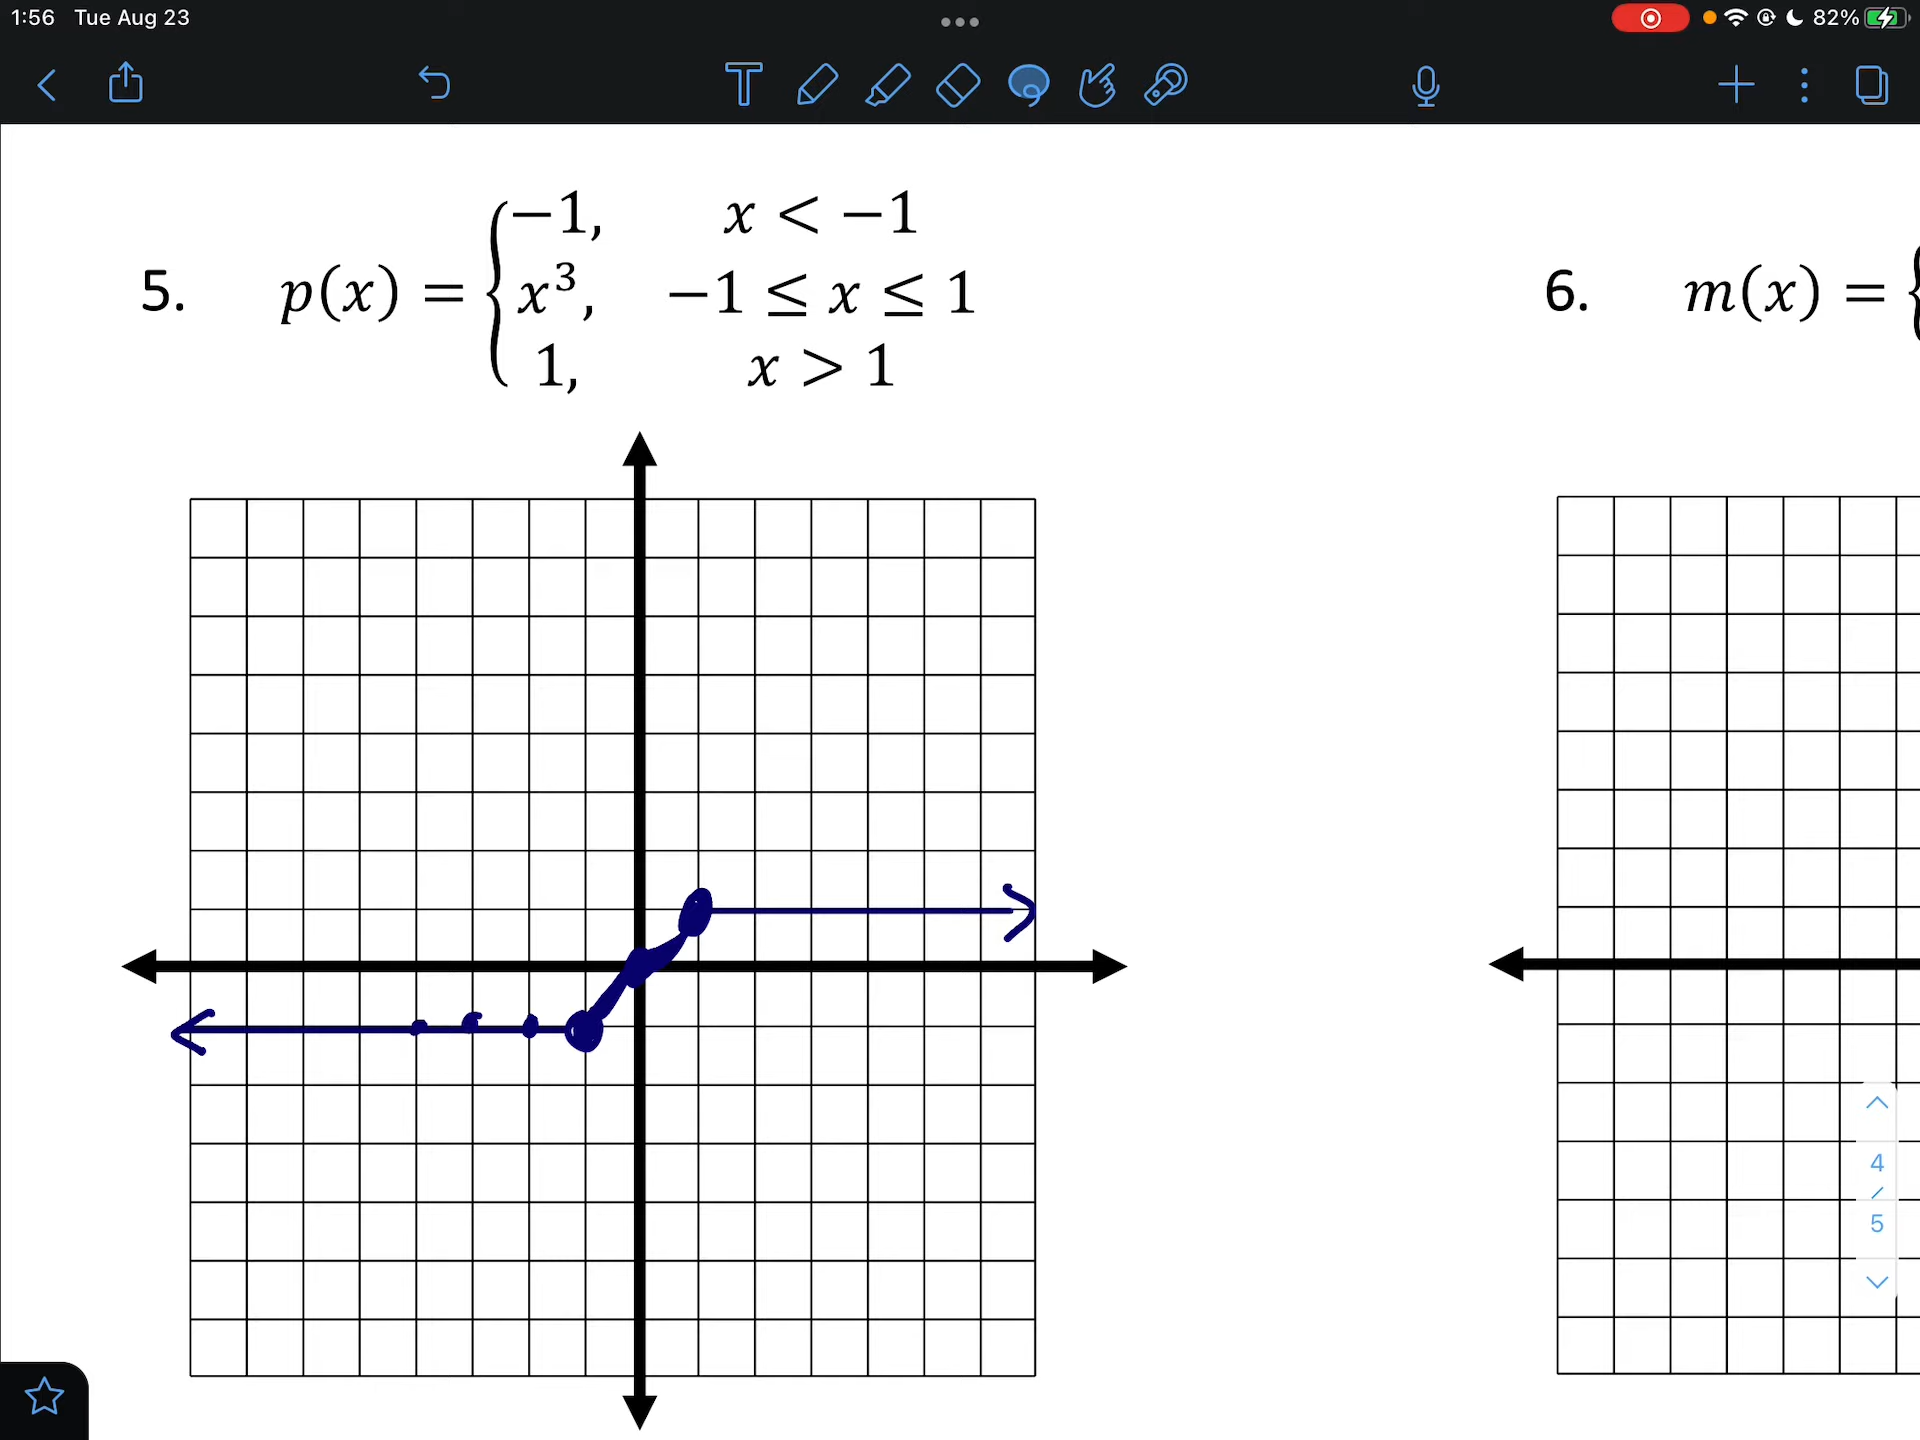 1:56 Tue Aug 23
82%
T
5. p(x) = { −1, x < −1
x³, −1 ≤ x ≤ 1
1, x > 1
6. m(x) = {
4
/
5